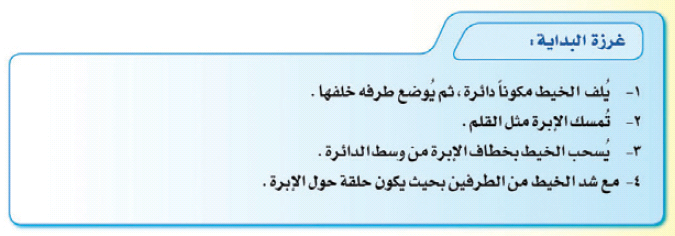 غرزة البداية :
١- يُلف الخيط مكوناً دائرة ، ثم يُوضع طرفه خلفها .
٢- تُمسك الإبرة مثل القلم .
٣- يُسحب الخيط بخطاف الإبرة من وسط الدائرة .
٤- مع شد الخيط من الطرفين بحيث يكون حلقة حول الإبرة .